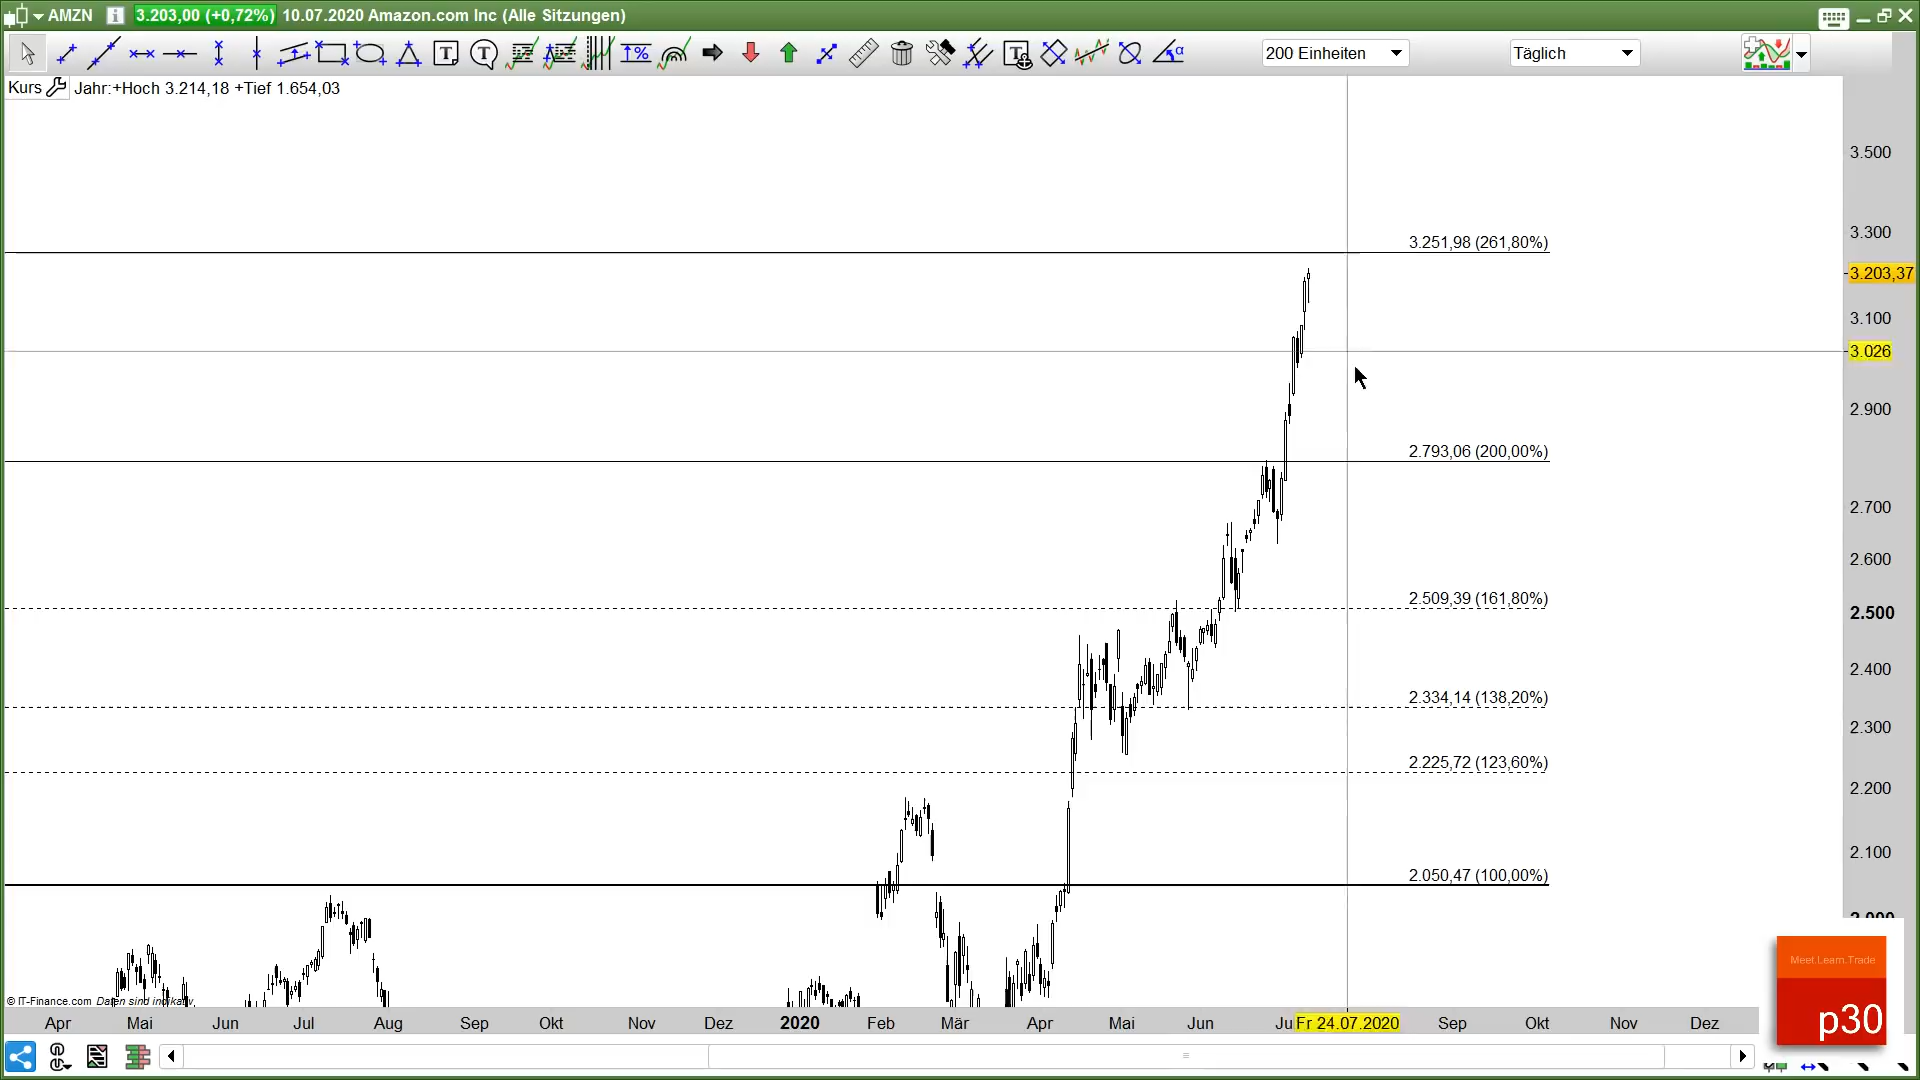 AMZN 3.203,00 (+0,72%) 10.07.2020 Amazon.com Inc (Alle Sitzungen)
200 Einheiten Täglich
Kurs Jahr:+Hoch 3.214,18 +Tief 1.654,03
3.500
3.251,98 (261,80%)
3.300
3.203,37
3.100
3.026
2.900
2.793,06 (200,00%)
2.700
2.600
2.509,39 (161,80%)
2.500
2.400
2.334,14 (138,20%)
2.300
2.225,72 (123,60%)
2.200
2.100
2.050,47 (100,00%)
Meet.Learn.Trade
p30
© IT-Finance.com Daten sind indikativ
Apr Mai Jun Jul Aug Sep Okt Nov Dez 2020 Feb Mär Apr Mai Jun Ju Fr 24.07.2020 Sep Okt Nov Dez